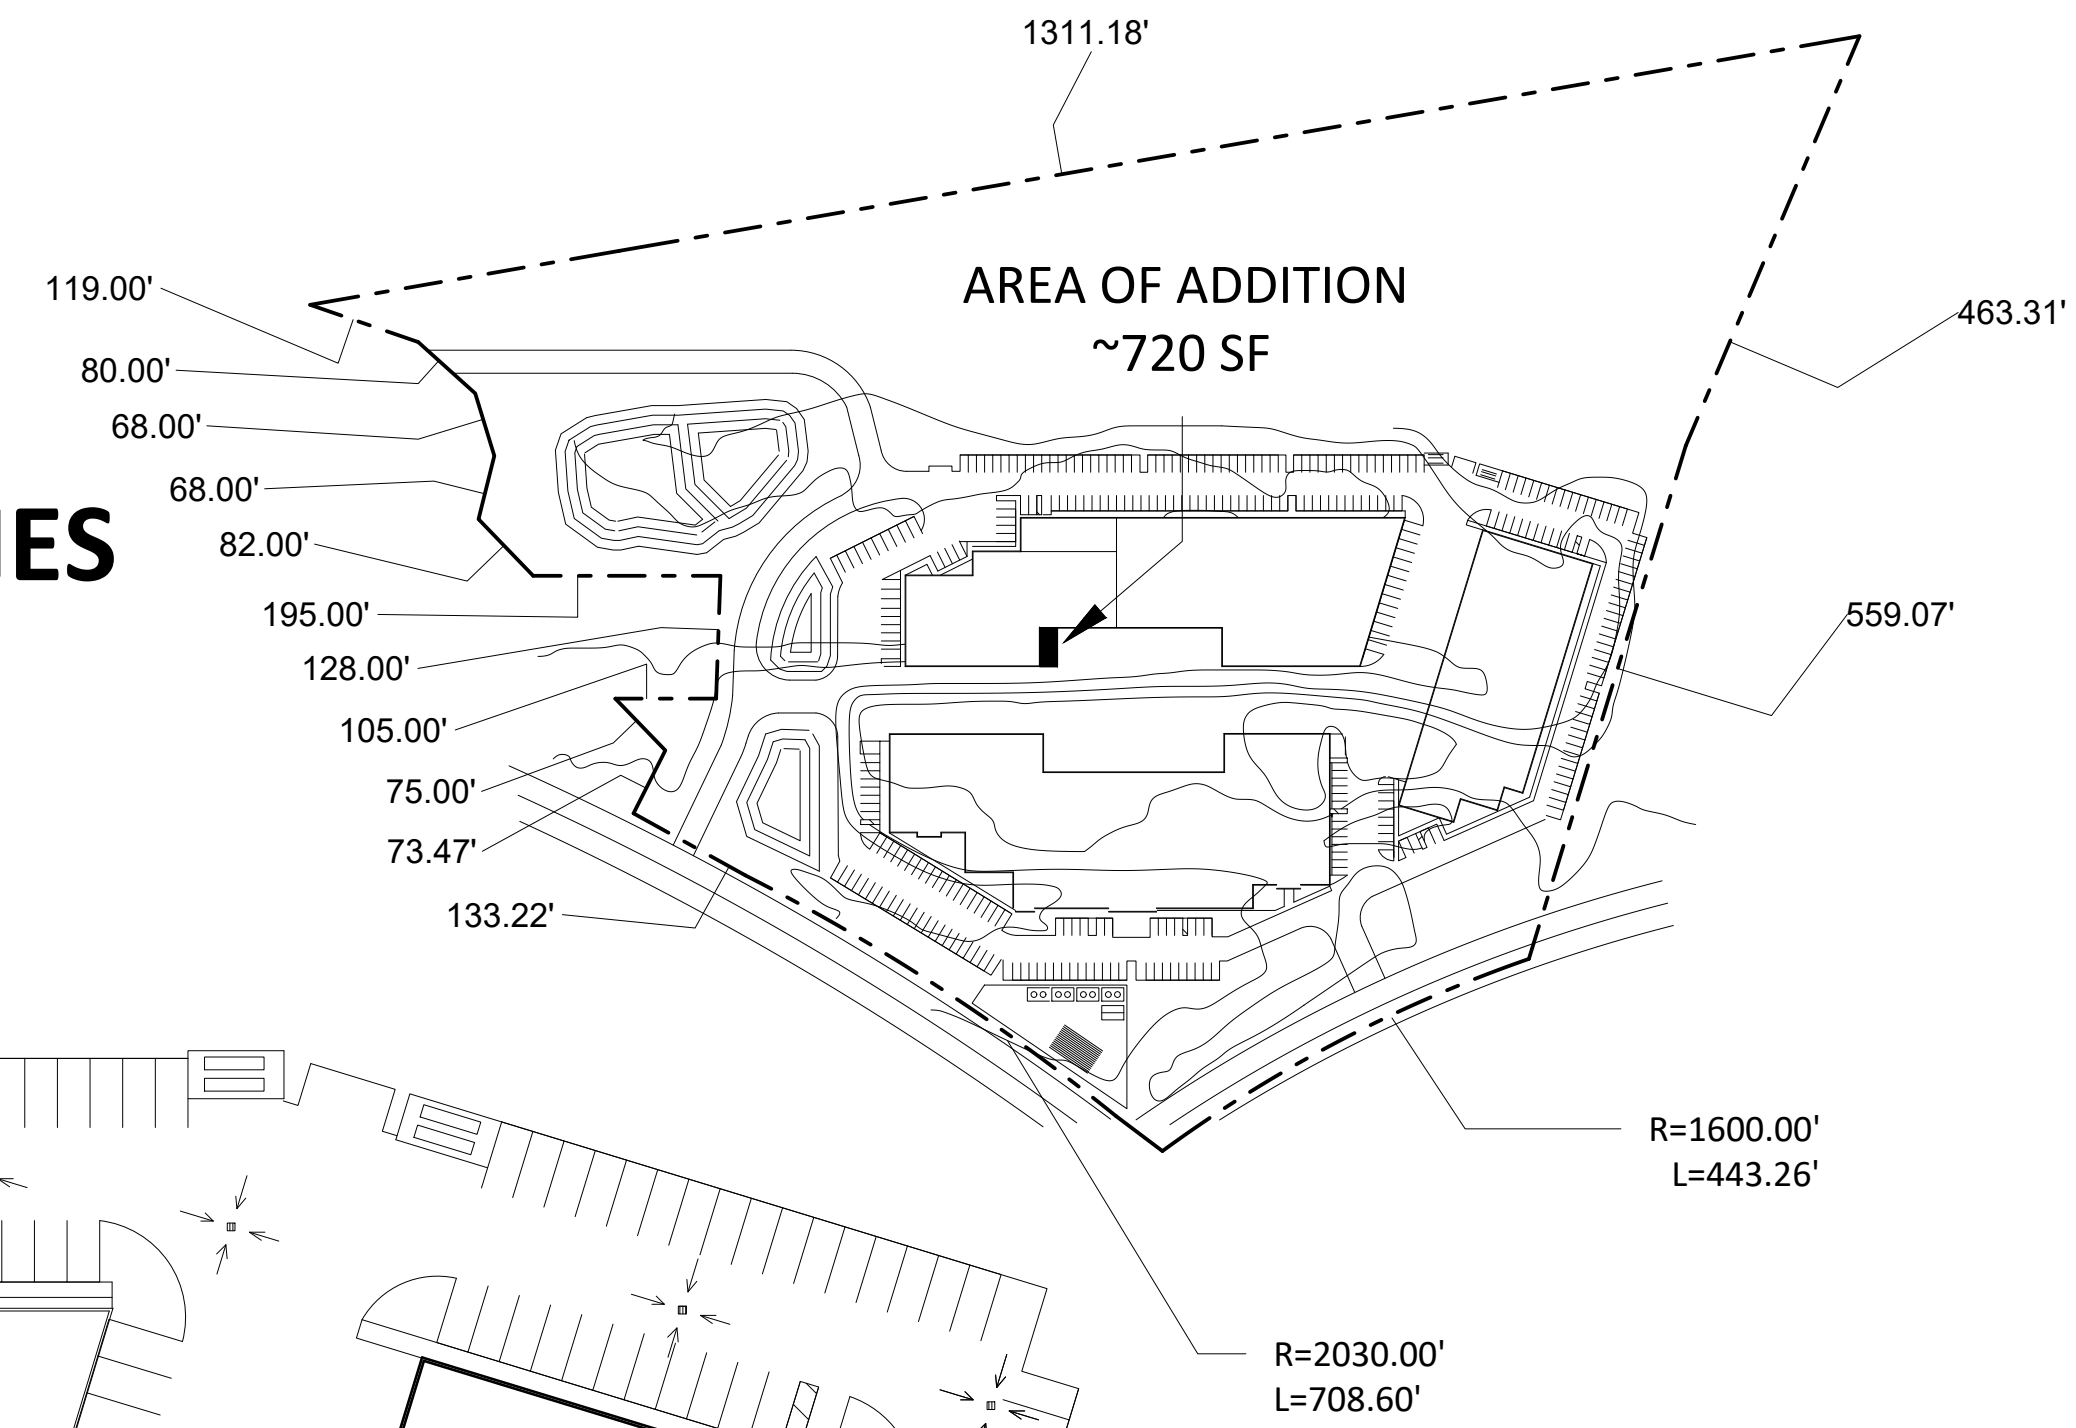 1311.18'
119.00'
AREA OF ADDITION
~720 SF
463.31'
80.00'
68.00'
68.00'
82.00'
195.00'
559.07'
128.00'
105.00'
75.00'
73.47'
133.22'
R=1600.00'
L=443.26'
R=2030.00'
L=708.60'